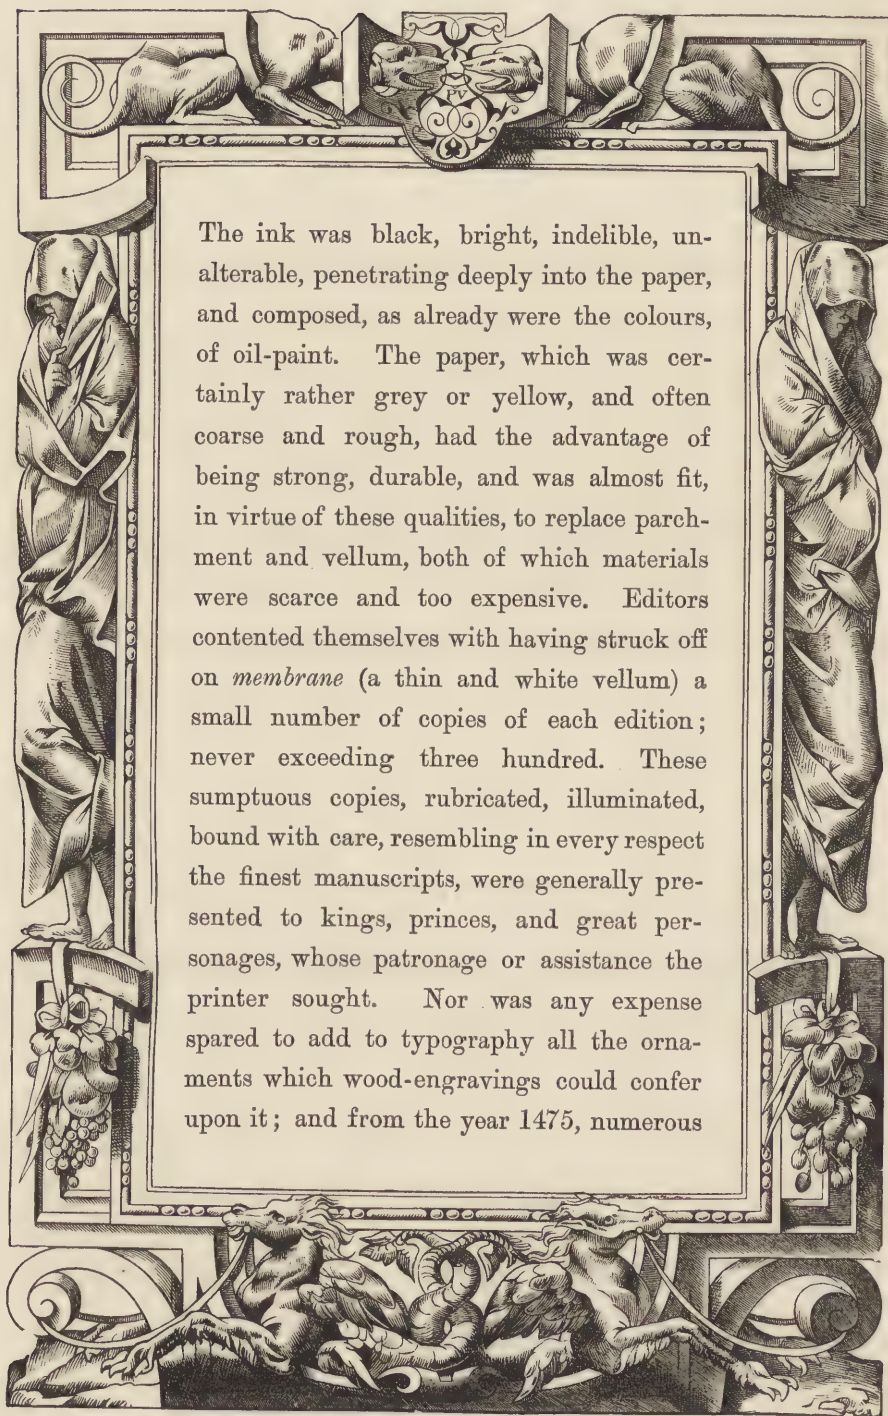 PV
The ink was black, bright, indelible, un-
alterable, penetrating deeply into the paper,
and composed, as already were the colours,
of oil-paint. The paper, which was cer-
tainly rather grey or yellow, and often
coarse and rough, had the advantage of
being strong, durable, and was almost fit,
in virtue of these qualities, to replace parch-
ment and vellum, both of which materials
were scarce and too expensive. Editors
contented themselves with having struck off
on membrane (a thin and white vellum) a
small number of copies of each edition;
never exceeding three hundred. These
sumptuous copies, rubricated, illuminated,
bound with care, resembling in every respect
the finest manuscripts, were generally pre-
sented to kings, princes, and great per-
sonages, whose patronage or assistance the
printer sought. Nor was any expense
spared to add to typography all the orna-
ments which wood-engravings could confer
upon it; and from the year 1475, numerous